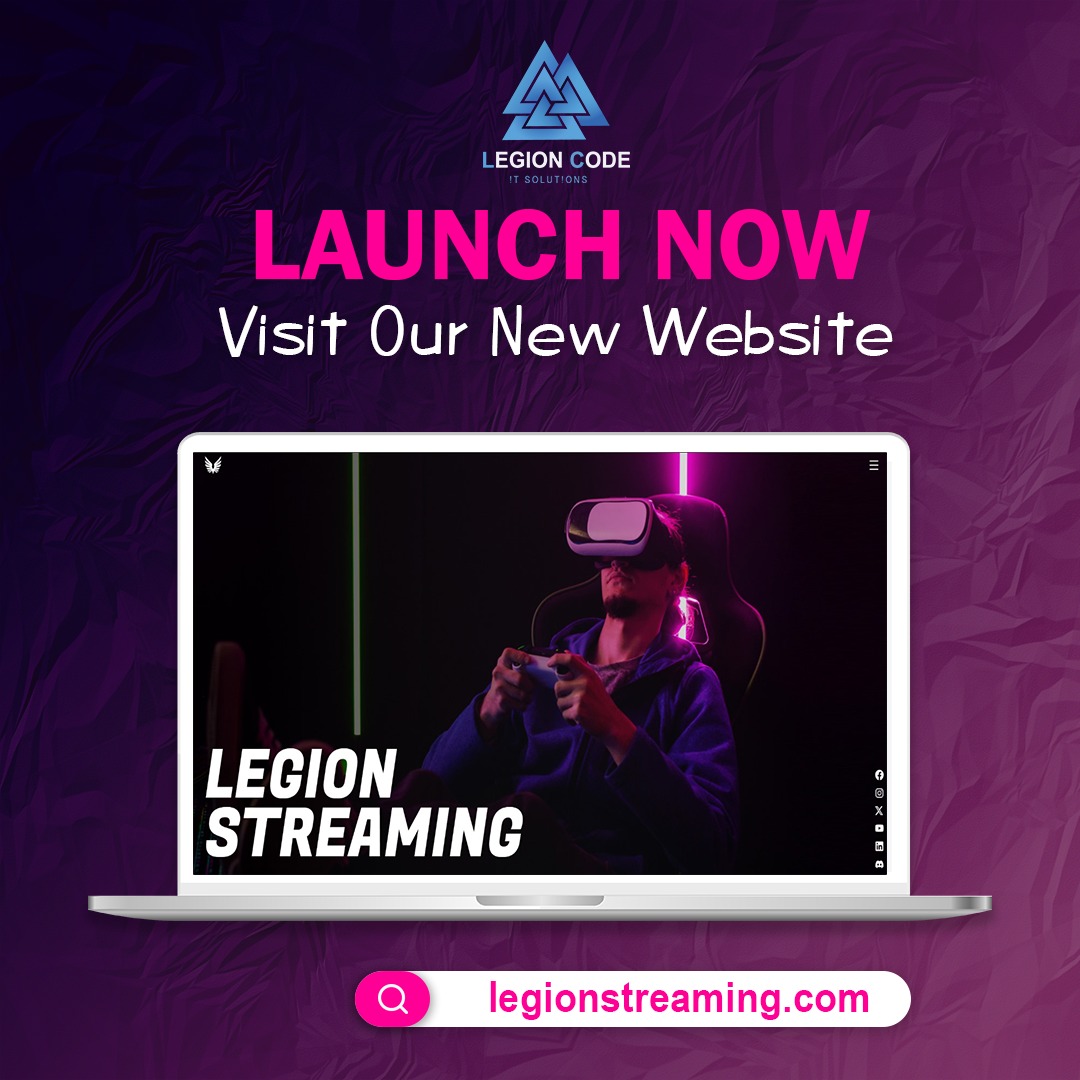 LEGION CODE
IT SOLUTIONS
LAUNCH NOW
Visit Our New Website
LEGION
STREAMING
legionstreaming.com